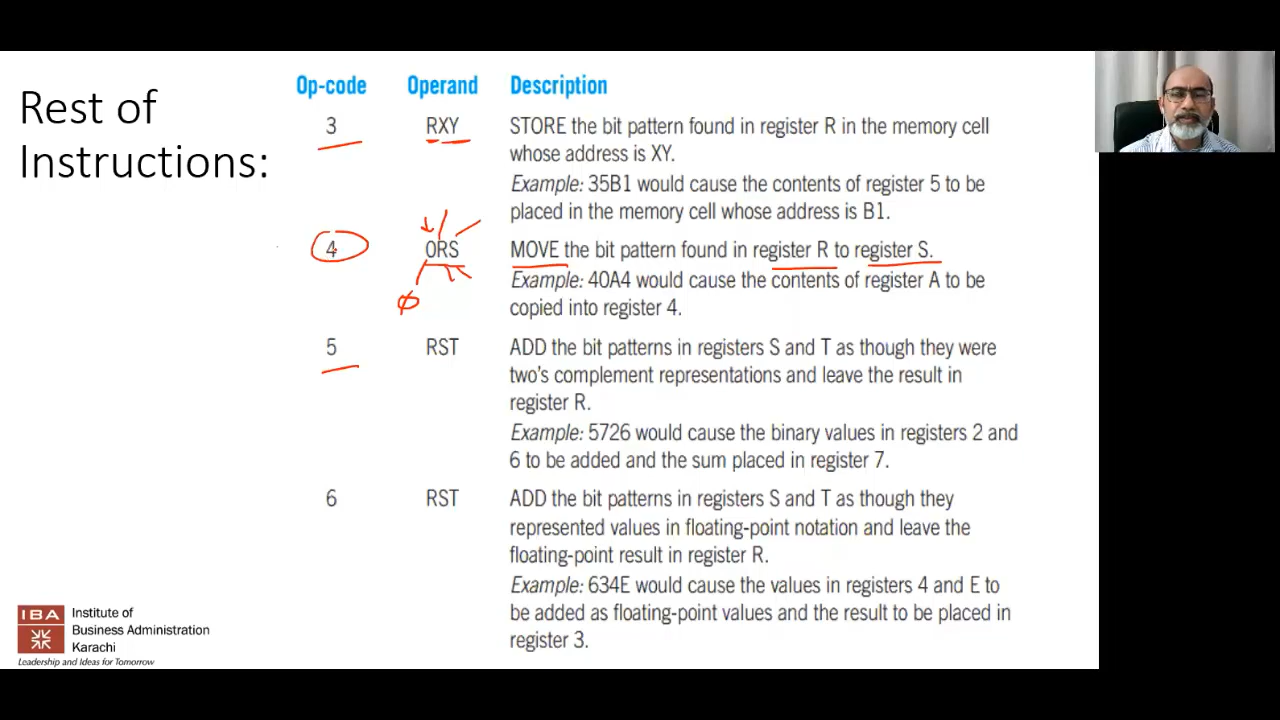 Rest of
Instructions:
Op-code Operand Description
3 RXY STORE the bit pattern found in register R in the memory cell
whose address is XY.
Example: 35B1 would cause the contents of register 5 to be
placed in the memory cell whose address is B1.
4 0RS MOVE the bit pattern found in register R to register S.
Example: 40A4 would cause the contents of register A to be
copied into register 4.
5 RST ADD the bit patterns in registers S and T as though they were
two's complement representations and leave the result in
register R.
Example: 5726 would cause the binary values in registers 2 and
6 to be added and the sum placed in register 7.
6 RST ADD the bit patterns in registers S and T as though they
represented values in floating-point notation and leave the
floating-point result in register R.
Example: 634E would cause the values in registers 4 and E to
be added as floating-point values and the result to be placed in
register 3.
IBA
Institute of
Business Administration
Karachi
Leadership and Ideas for Tomorrow